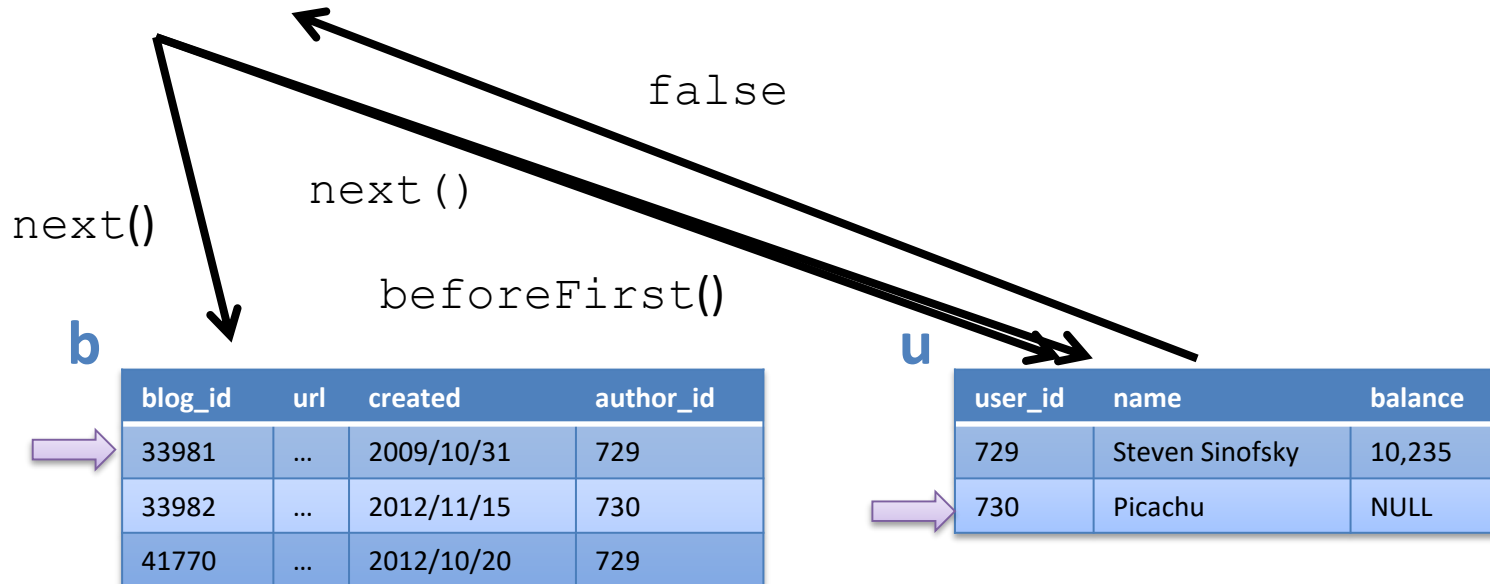 false
next()
next()
beforeFirst()
b
u
blog_id url created author_id
33981 … 2009/10/31 729
33982 … 2012/11/15 730
41770 … 2012/10/20 729
user_id name balance
729 Steven Sinofsky 10,235
730 Picachu NULL